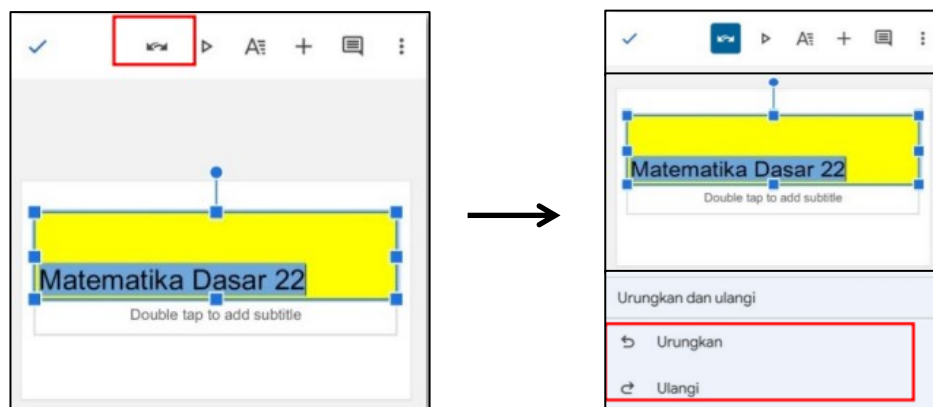 Matematika Dasar 22
Double tap to add subtitle
Matematika Dasar 22
Double tap to add subtitle
Urungkan dan ulangi
Urungkan
Ulangi